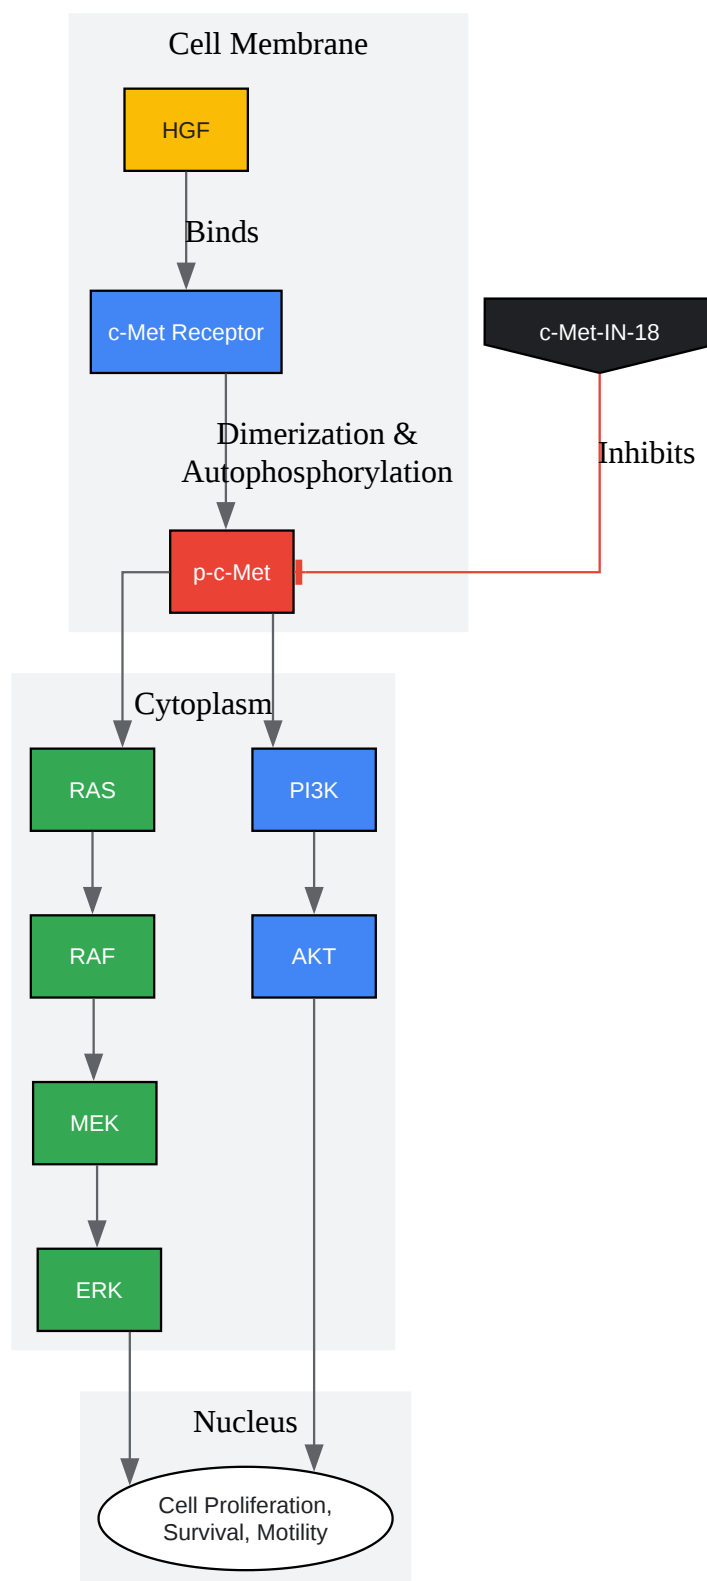 Cell Membrane
HGF
Binds
c-Met Receptor
c-Met-IN-18
Dimerization &
Autophosphorylation
Inhibits
p-c-Met
Cytoplasm
RAS
PI3K
RAF
AKT
MEK
ERK
Nucleus
Cell Proliferation,
Survival, Motility